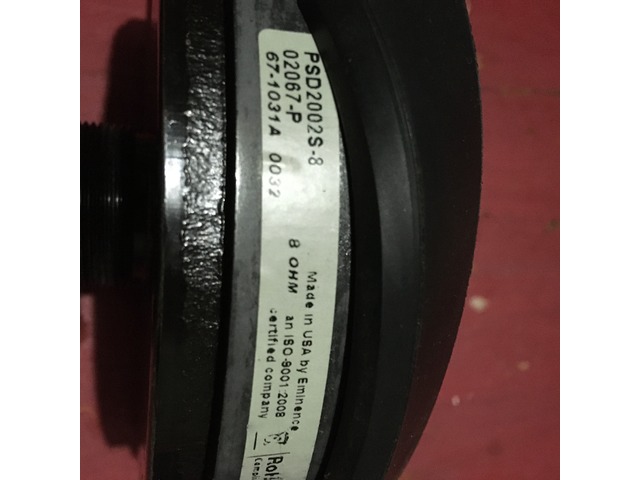 PSD2002S-8
02067-P
67-1031A 0032
8 OHM
Made in USA by Eminence,
an ISO-9001:2008
certified company